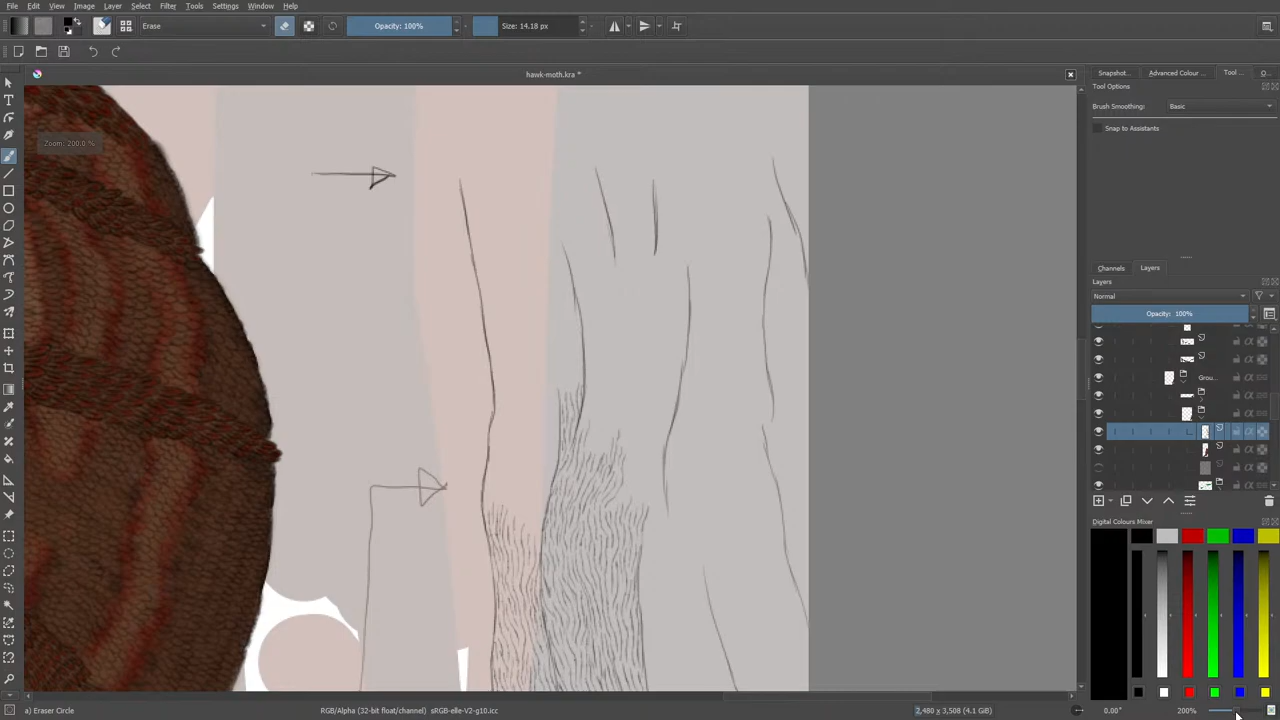 File Edit View Image Layer Select Filter Tools Settings Window Help
Erase Opacity: 100% Size: 14.18 px
hawk-moth.kra *
Snapshot... Advanced Colour ... Tool ... O...
Tool Options
Brush Smoothing: Basic
Snap to Assistants
Zoom: 200.0 %
Channels Layers
Layers
Normal
Opacity: 100%
Grou...
Digital Colours Mixer
a) Eraser Circle RGB/Alpha (32-bit float/channel) sRGB-elle-V2-g10.icc 2,480 x 3,508 (4.1 GiB) 0.00° 200%